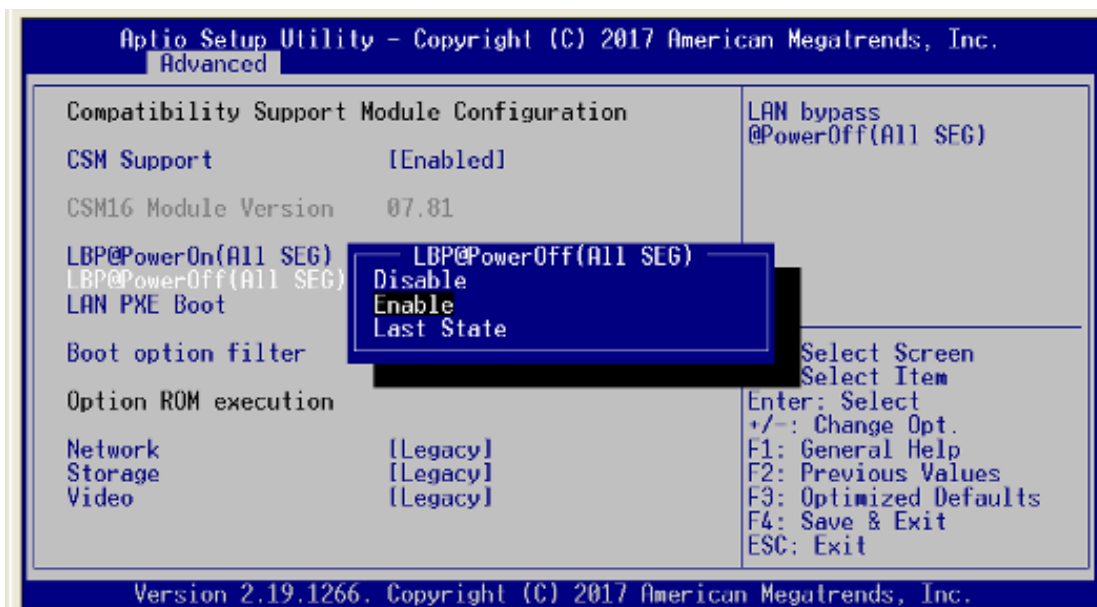 Aptio Setup Utility - Copyright (C) 2017 American Megatrends, Inc.
Advanced
Compatibility Support Module Configuration
CSM Support [Enabled]
CSM16 Module Version 07.81
LBP@PowerOn(All SEG)
LBP@PowerOff(All SEG)
LAN PXE Boot
Boot option filter
Option ROM execution
Network [Legacy]
Storage [Legacy]
Video [Legacy]
LBP@PowerOff(All SEG)
Disable
Enable
Last State
LAN bypass
@PowerOff(All SEG)
Select Screen
Select Item
Enter: Select
+/-: Change Opt.
F1: General Help
F2: Previous Values
F3: Optimized Defaults
F4: Save & Exit
ESC: Exit
Version 2.19.1266. Copyright (C) 2017 American Megatrends, Inc.